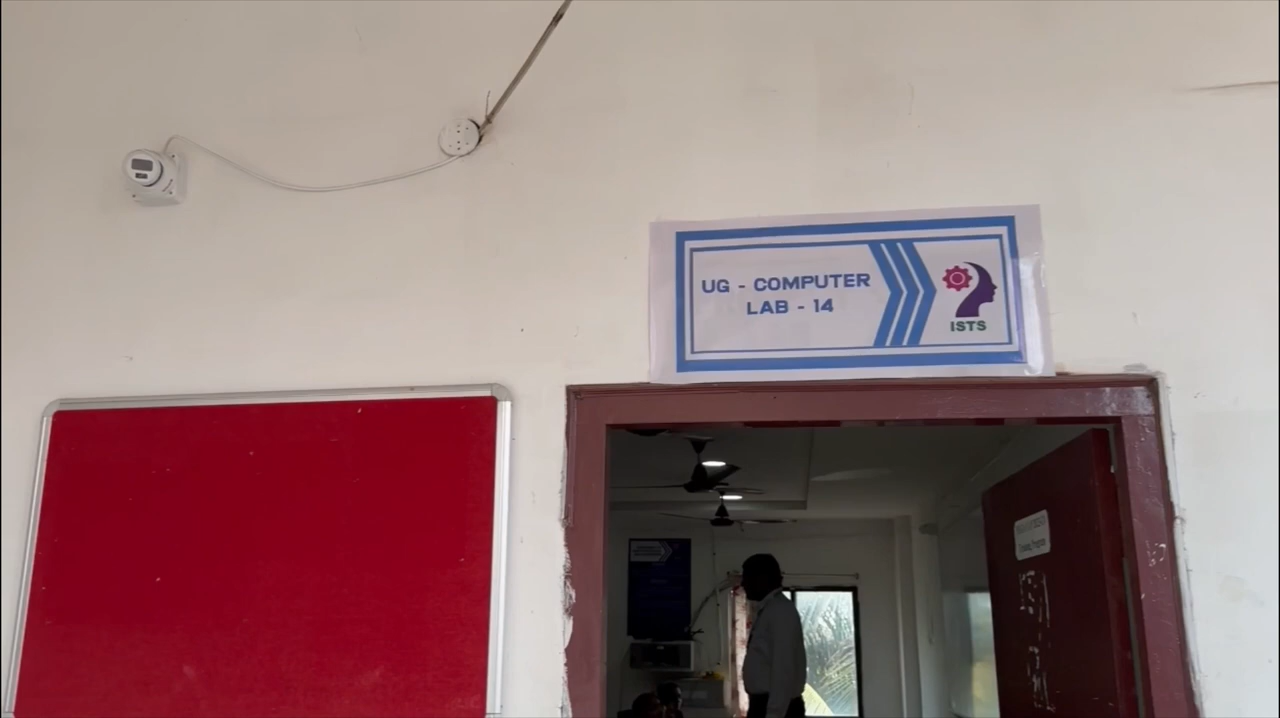 UG - COMPUTER
LAB - 14
ISTS